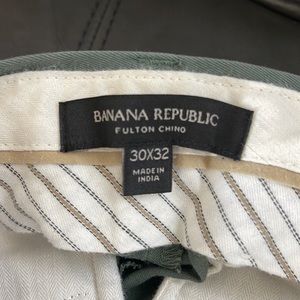 BANANA REPUBLIC
FULTON CHINO
30X32
MADE IN
INDIA